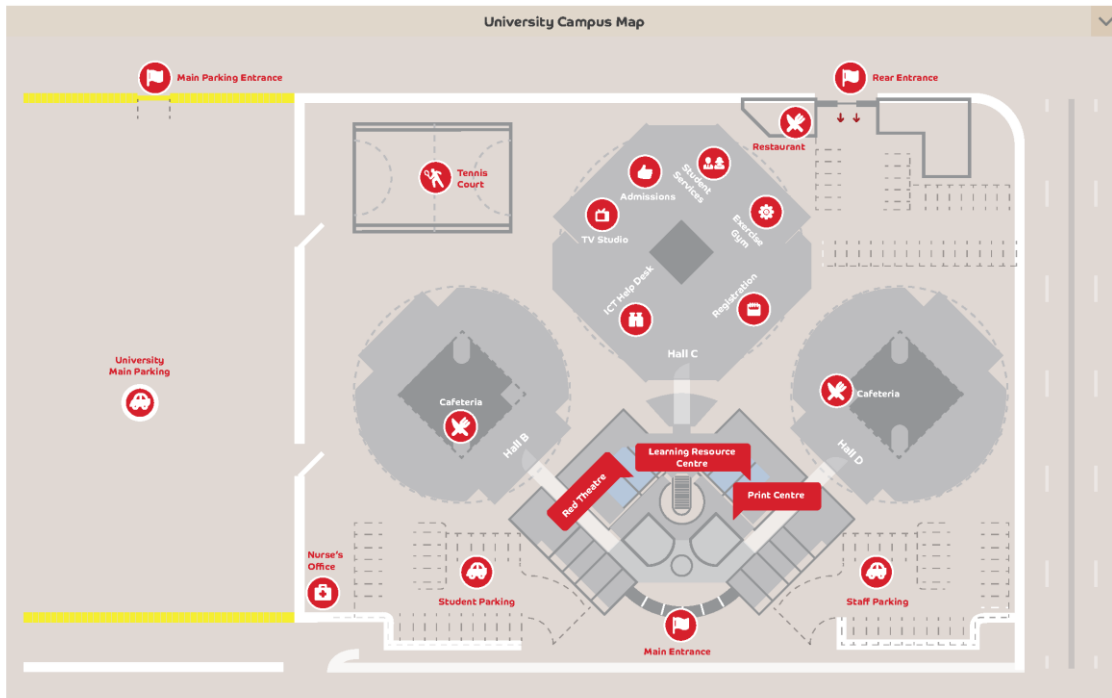 University Campus Map
Main Parking Entrance
Rear Entrance
Restaurant
Tennis
Court
Student
Services
Admissions
TV Studio
Exercise
Gym
ICT Help Desk
Registration
Hall C
University
Main Parking
Cafeteria
Cafeteria
Hall B
Hall D
Learning Resource
Centre
Red Theatre
Print Centre
Nurse's
Office
Student Parking
Staff Parking
Main Entrance